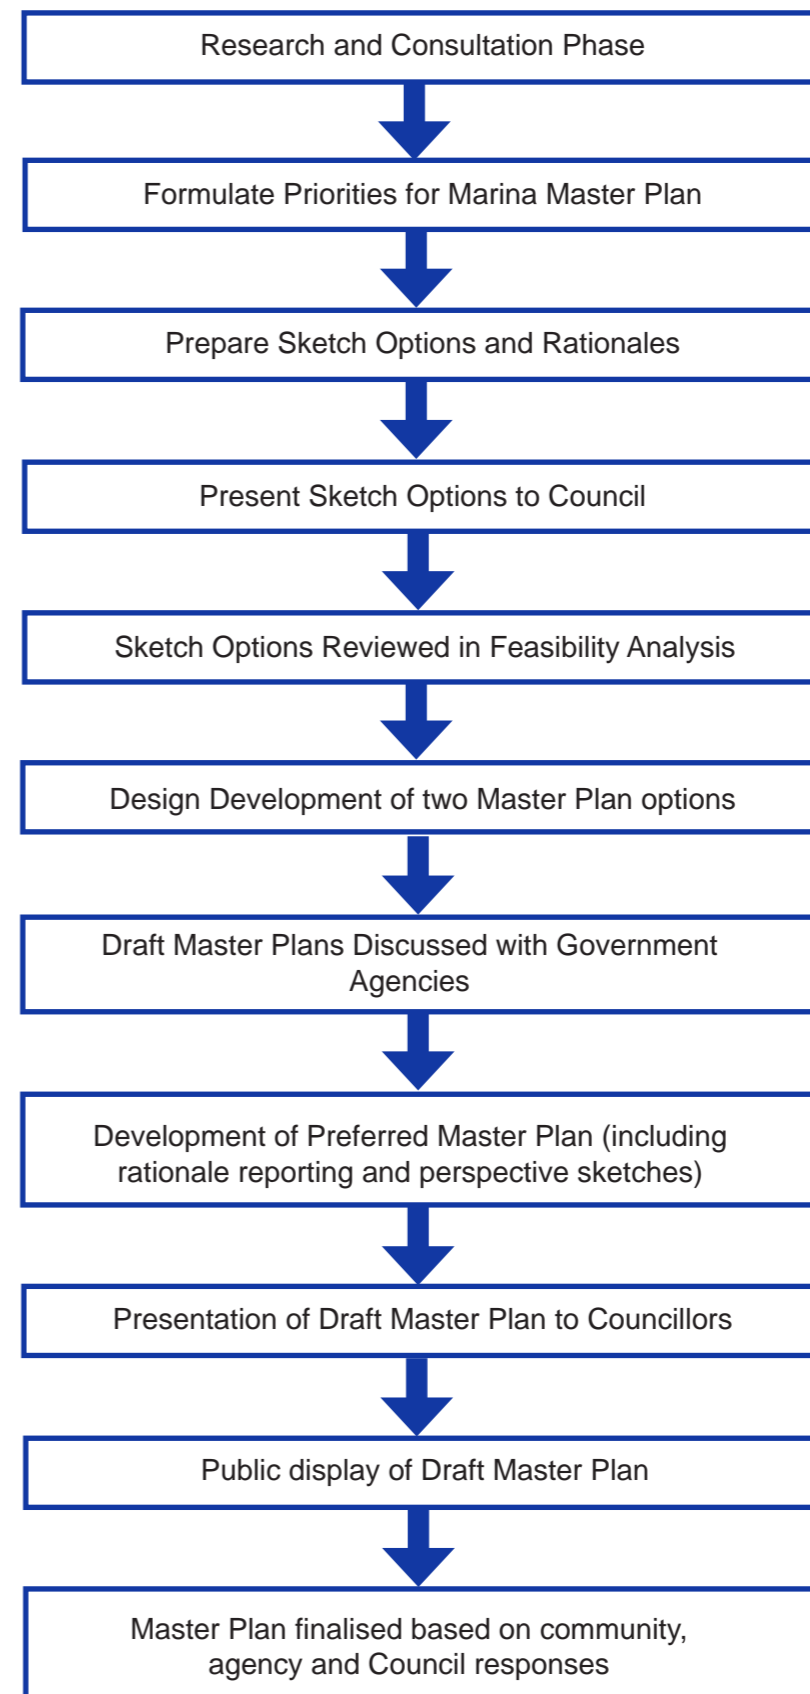 Research and Consultation Phase
Formulate Priorities for Marina Master Plan
Prepare Sketch Options and Rationales
Present Sketch Options to Council
Sketch Options Reviewed in Feasibility Analysis
Design Development of two Master Plan options
Draft Master Plans Discussed with Government
Agencies
Development of Preferred Master Plan (including
rationale reporting and perspective sketches)
Presentation of Draft Master Plan to Councillors
Public display of Draft Master Plan
Master Plan finalised based on community,
agency and Council responses